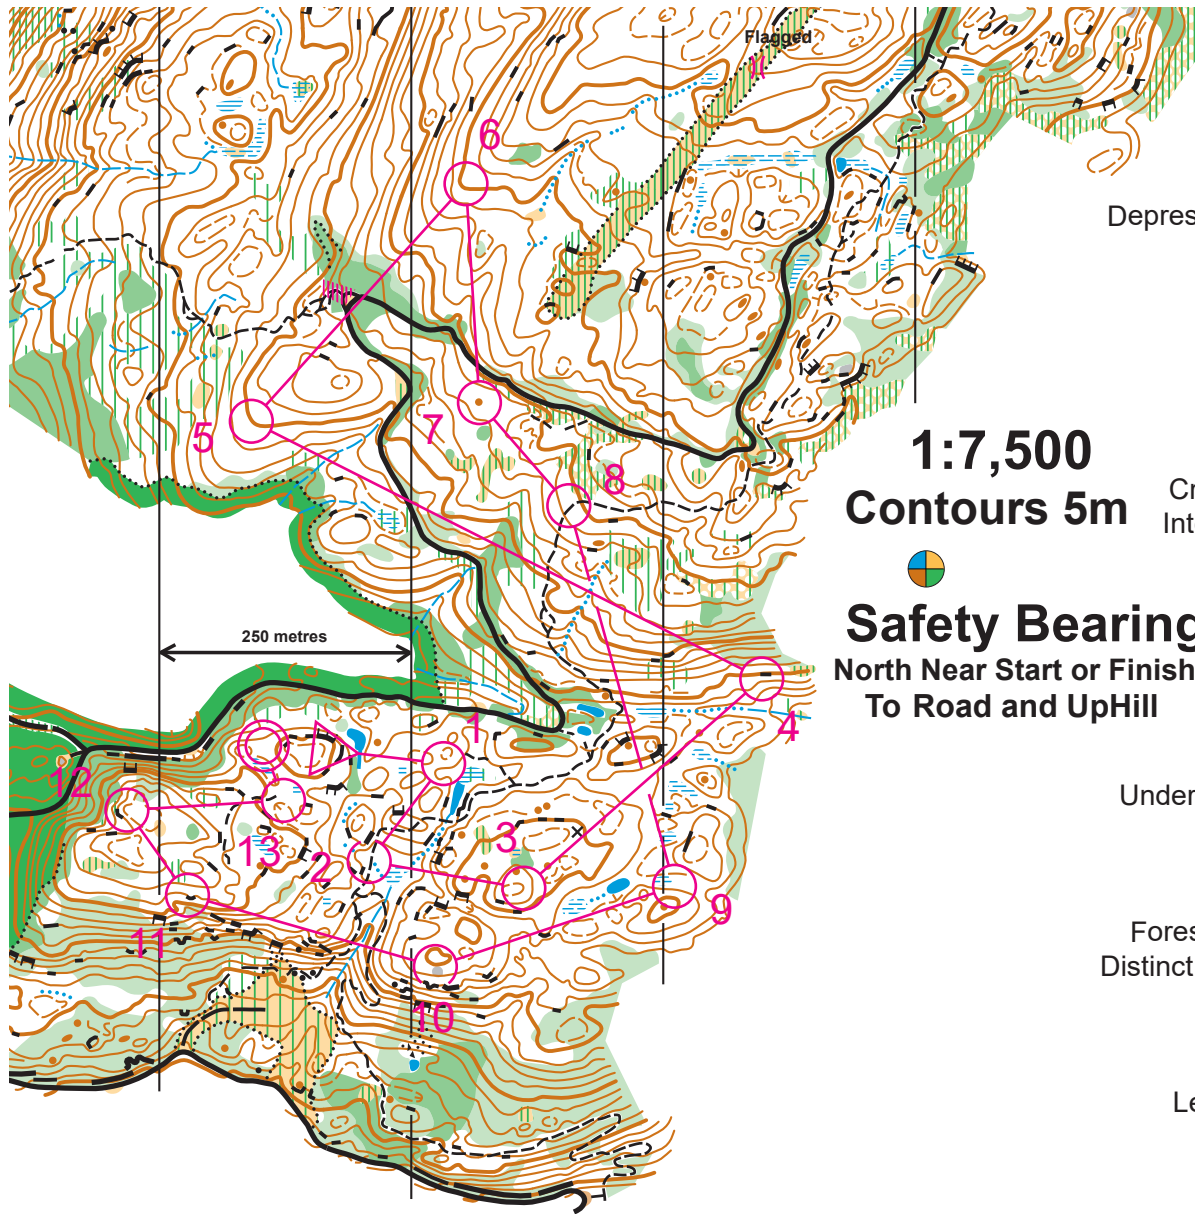 Flagged
6
Depres
5
7
8
1:7,500
Contours 5m
Cr
Int
250 metres
Safety Bearing
North Near Start or Finish
To Road and UpHill
1
4
12
Under
13
2
3
9
11
Fores
Distinct
10
Le